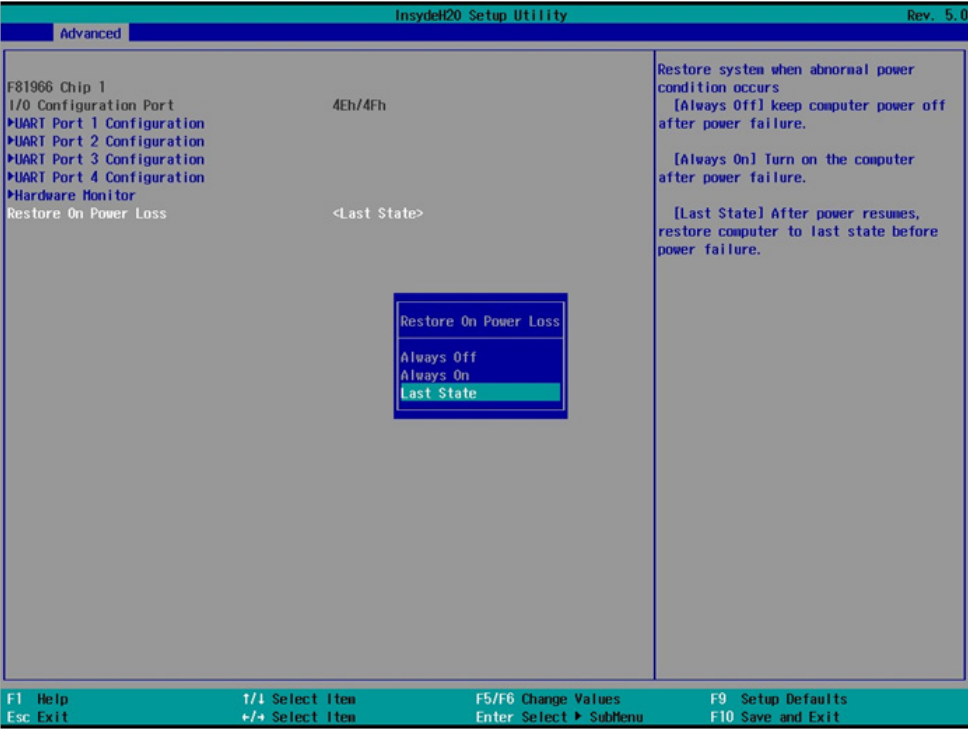 InsydeH2O Setup Utility Rev. 5.0
Advanced
F81966 Chip 1
I/O Configuration Port 4Eh/4Fh
▶UART Port 1 Configuration
▶UART Port 2 Configuration
▶UART Port 3 Configuration
▶UART Port 4 Configuration
▶Hardware Monitor
Restore On Power Loss <Last State>
Restore system when abnormal power
condition occurs
[Always Off] keep computer power off
after power failure.
[Always On] Turn on the computer
after power failure.
[Last State] After power resumes,
restore computer to last state before
power failure.
Restore On Power Loss
Always Off
Always On
Last State
F1 Help ↑/↓ Select Item F5/F6 Change Values F9 Setup Defaults
Esc Exit ←/→ Select Item Enter Select ▶ SubMenu F10 Save and Exit